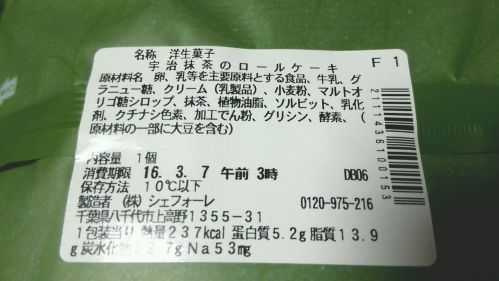 名称 洋生菓子
宇治抹茶のロールケーキ
F1
原材料名 卵、乳等を主要原料とする食品、牛乳、グ
ラニュー糖、クリーム(乳製品)、小麦粉、マルトオ
リゴ糖シロップ、抹茶、植物油脂、ソルビット、乳化
剤、クチナシ色素、加工でん粉、グリシン、酵素、(
原材料の一部に大豆を含む)
2111436100153
内容量 1個
消費期限 16. 3. 7 午前 3時 DB06
保存方法 10℃以下
製造者 (株) シェフォーレ 0120-975-216
千葉県八千代市上高野1355-31
1包装当り 熱量237kcal 蛋白質5.2g 脂質13.9
g 炭水化物22.7g Na53mg